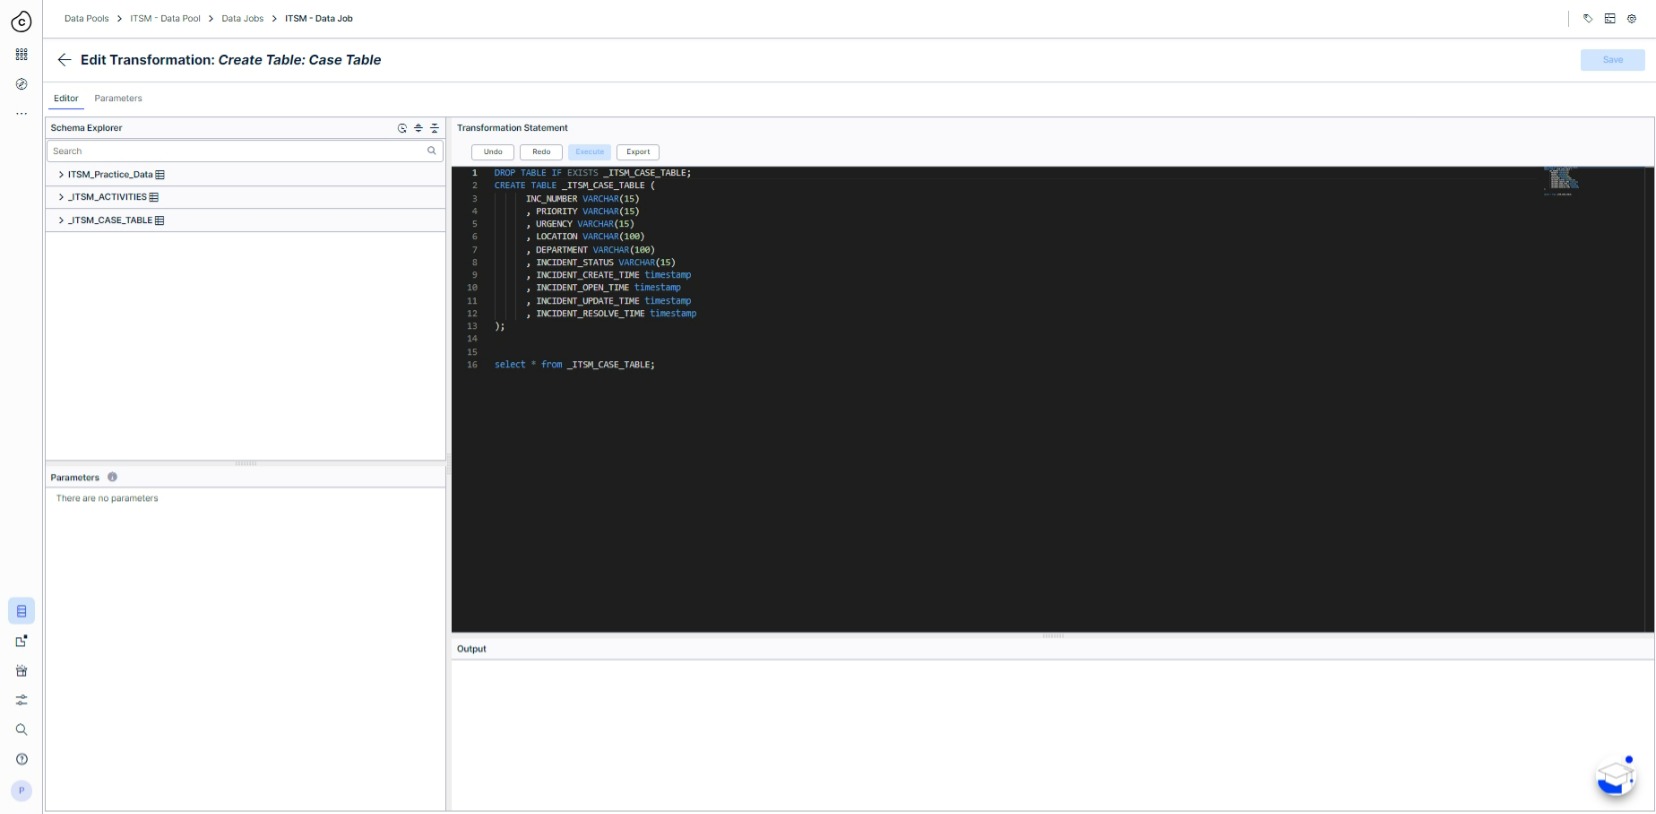 Data Pools > ITSM - Data Pool > Data Jobs > ITSM - Data Job
Edit Transformation: Create Table: Case Table
Save
Editor Parameters
Schema Explorer
Search
ITSM_Practice_Data
_ITSM_ACTIVITIES
_ITSM_CASE_TABLE
Parameters
There are no parameters
Transformation Statement
Undo Redo Execute Export
1 DROP TABLE IF EXISTS _ITSM_CASE_TABLE;
2 CREATE TABLE _ITSM_CASE_TABLE (
3 INC_NUMBER VARCHAR(15)
4 , PRIORITY VARCHAR(15)
5 , URGENCY VARCHAR(15)
6 , LOCATION VARCHAR(100)
7 , DEPARTMENT VARCHAR(100)
8 , INCIDENT_STATUS VARCHAR(15)
9 , INCIDENT_CREATE_TIME timestamp
10 , INCIDENT_OPEN_TIME timestamp
11 , INCIDENT_UPDATE_TIME timestamp
12 , INCIDENT_RESOLVE_TIME timestamp
13 );
14
15
16 select * from _ITSM_CASE_TABLE;
Output
P